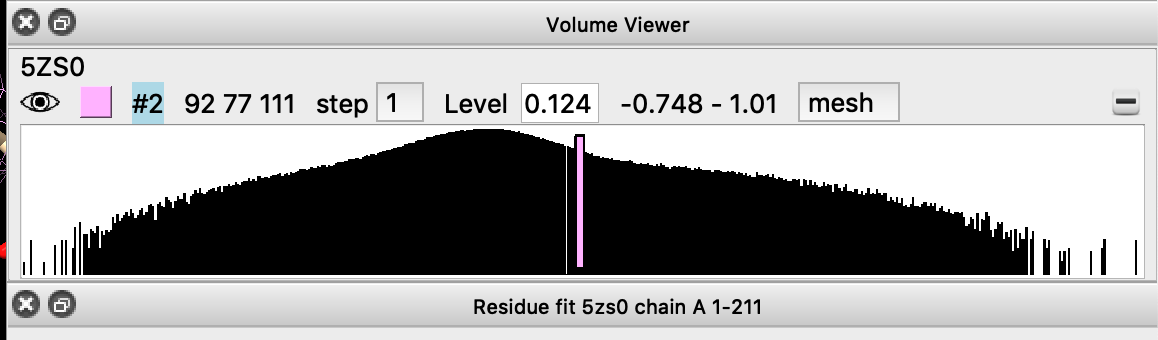 Volume Viewer
5ZS0
#2 92 77 111 step 1 Level 0.124 -0.748 - 1.01 mesh
Residue fit 5zs0 chain A 1-211